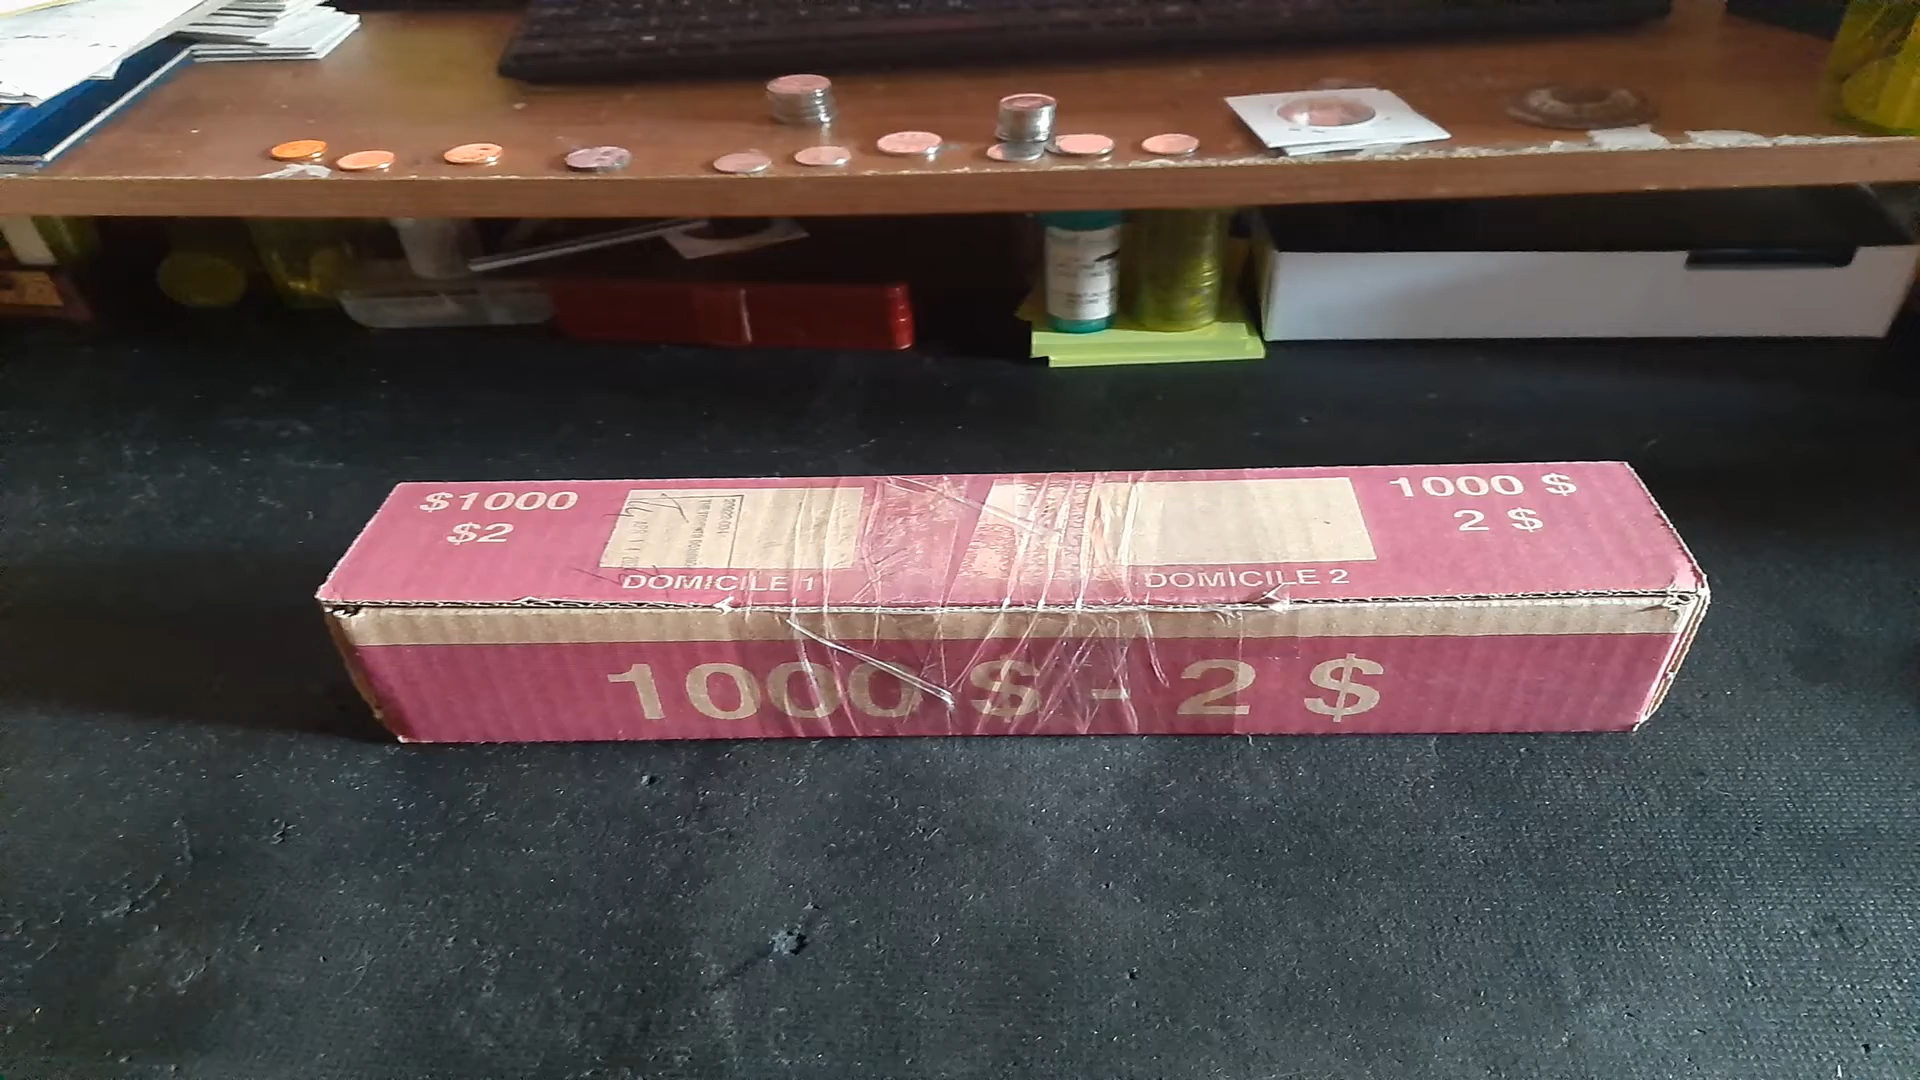 $1000
$2
1000 $
2 $
DOMICILE 1
DOMICILE 2
1000 $ - 2 $